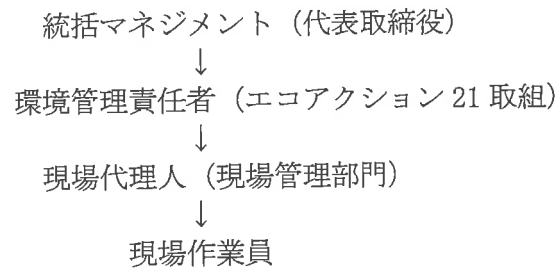 統括マネジメント（代表取締役）
↓
環境管理責任者（エコアクション 21 取組）
↓
現場代理人（現場管理部門）
↓
現場作業員